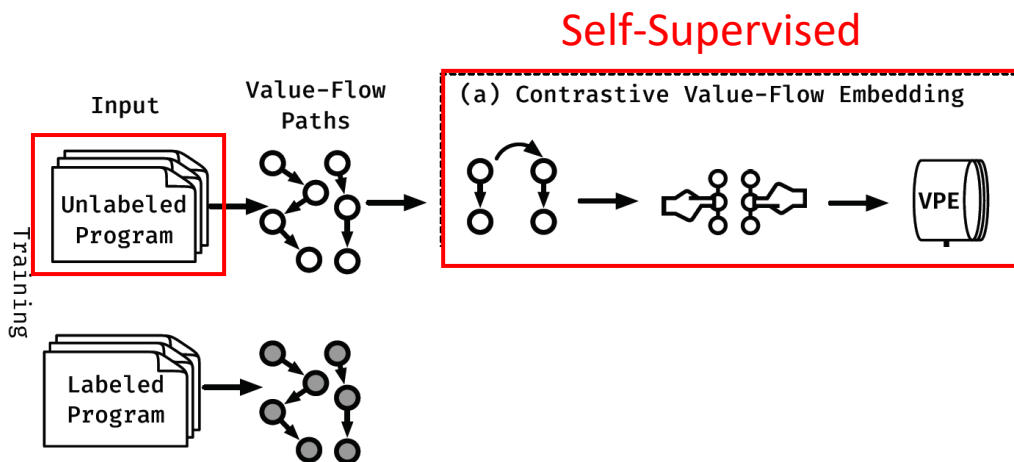 Self-Supervised
Input
Value-Flow
Paths
(a) Contrastive Value-Flow Embedding
Unlabeled
Program
VPE
Training
Labeled
Program